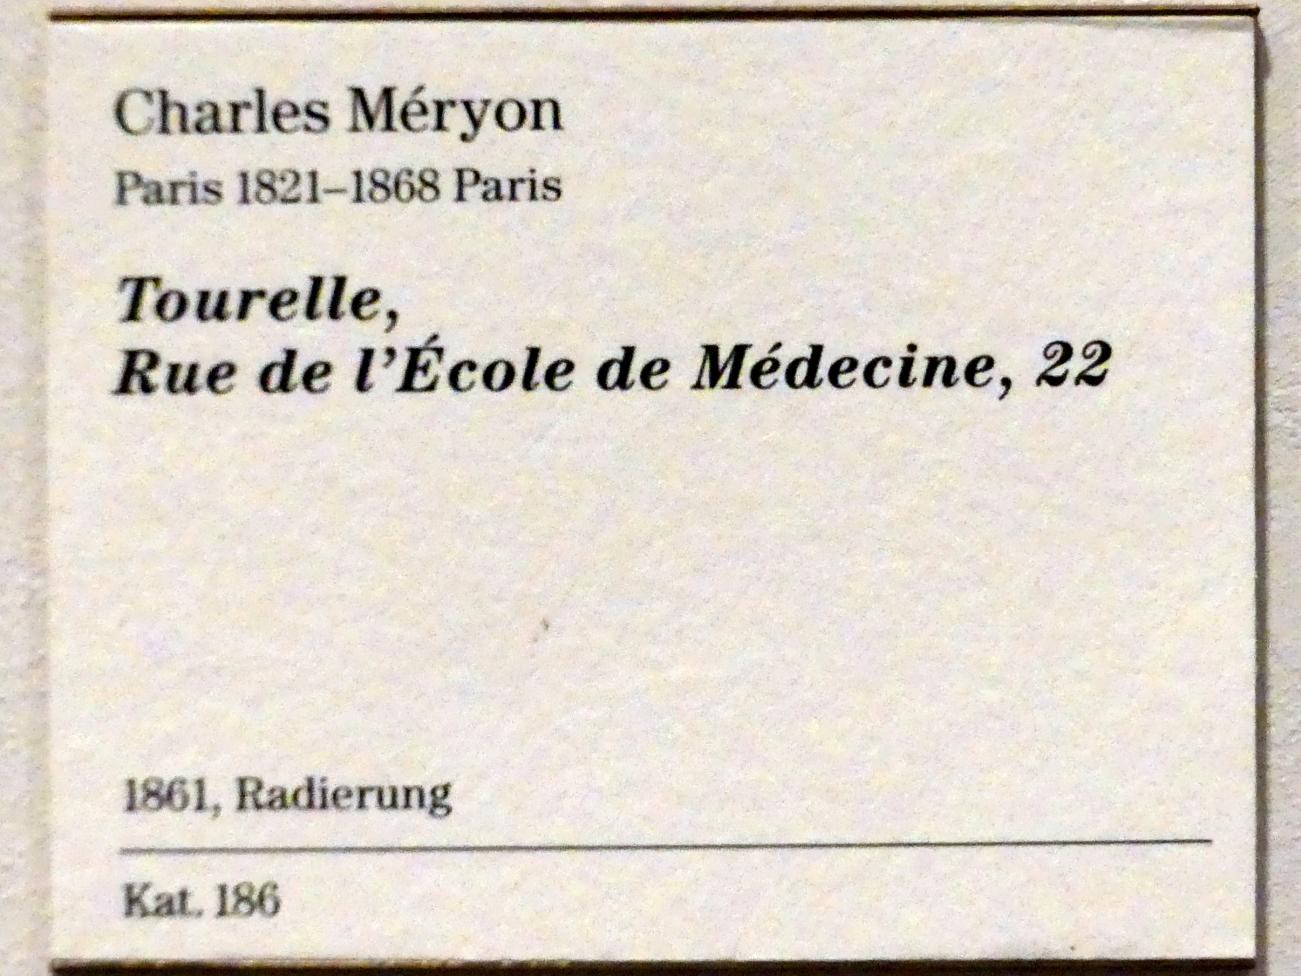 Charles Méryon
Paris 1821–1868 Paris
Tourelle,
Rue de l’École de Médecine, 22
1861, Radierung
Kat. 186